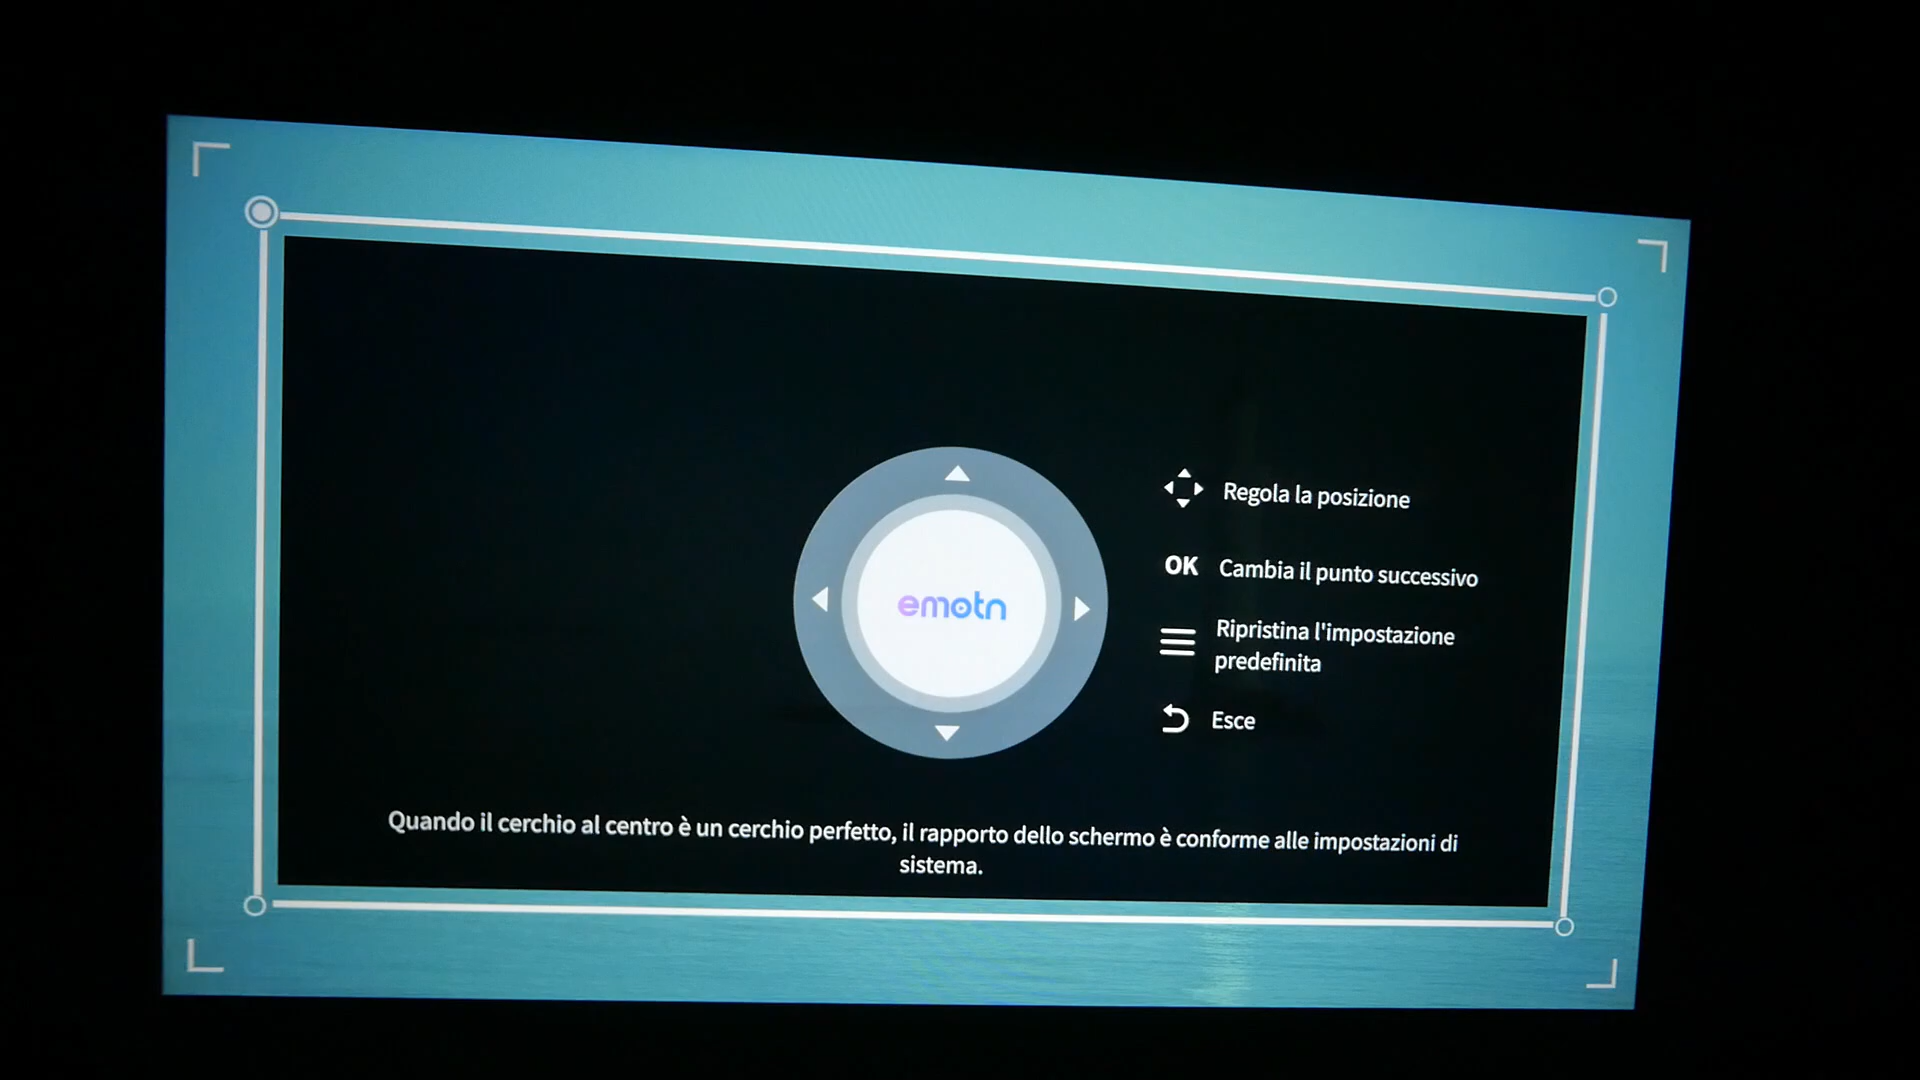 Regola la posizione
OK Cambia il punto successivo
Ripristina l'impostazione
predefinita
Esce
emotn
Quando il cerchio al centro è un cerchio perfetto, il rapporto dello schermo è conforme alle impostazioni di
sistema.